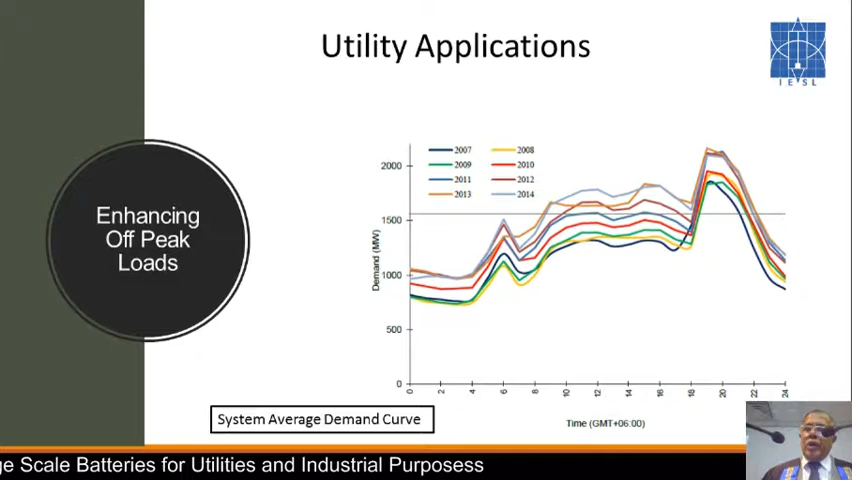 Utility Applications
IESL
Enhancing
Off Peak
Loads
2007
2008
2009
2010
2011
2012
2013
2014
Demand (MW)
2000
1500
1000
500
0
0
2
4
6
8
10
12
14
16
18
20
22
24
Time (GMT+06:00)
System Average Demand Curve
ge Scale Batteries for Utilities and Industrial Purposess